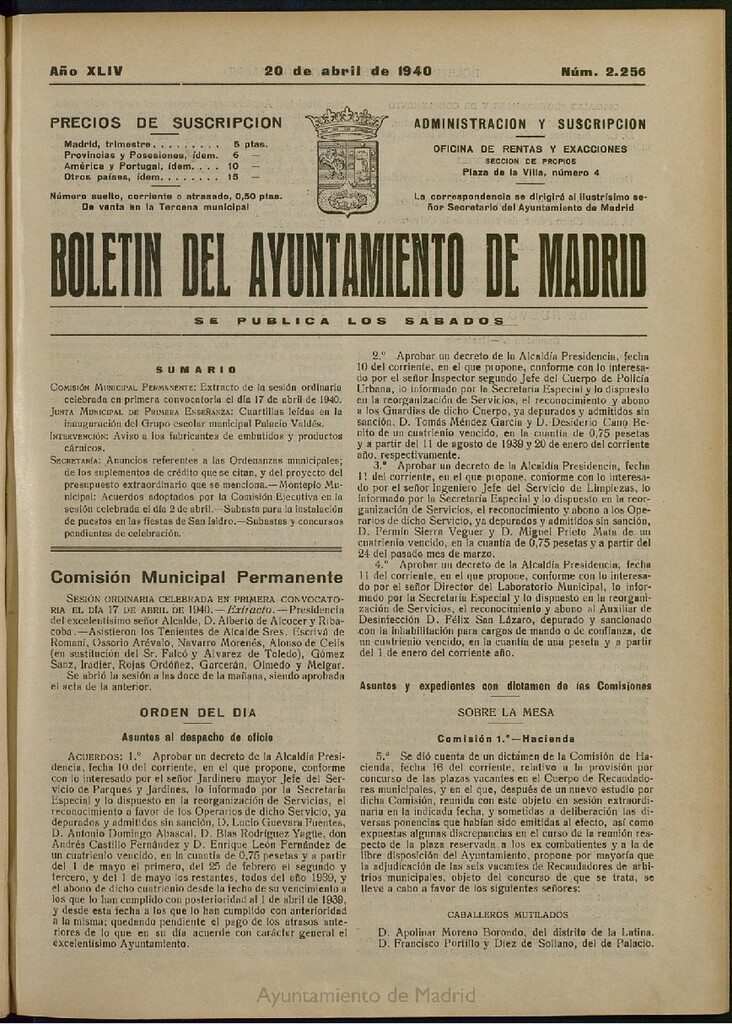 Año XLIV
20 de abril de 1940
Núm. 2.256
PRECIOS DE SUSCRIPCION
Madrid, trimestre......... 5 ptas.
Provincias y Posesiones, ídem. 6 —
América y Portugal, ídem.... 10 —
Otros países, ídem........ 15 —
Número suelto, corriente o atrasado, 0,50 ptas.
De venta en la Tercena municipal
ADMINISTRACION Y SUSCRIPCION
OFICINA DE RENTAS Y EXACCIONES
SECCION DE PROPIOS
Plaza de la Villa, número 4
La correspondencia se dirigirá al ilustrísimo se-
ñor Secretario del Ayuntamiento de Madrid
BOLETIN DEL AYUNTAMIENTO DE MADRID
SE PUBLICA LOS SABADOS
SUMARIO
COMISIÓN MUNICIPAL PERMANENTE: Extracto de la sesión ordinaria
celebrada en primera convocatoria el día 17 de abril de 1940.
JUNTA MUNICIPAL DE PRIMERA ENSEÑANZA: Cuartillas leídas en la
inauguración del Grupo escolar municipal Palacio Valdés.
INTERVENCIÓN: Aviso a los fabricantes de embutidos y productos
cárnicos.
SECRETARÍA: Anuncios referentes a las Ordenanzas municipales;
de los suplementos de crédito que se citan, y del proyecto del
presupuesto extraordinario que se menciona.—Montepío Mu-
nicipal: Acuerdos adoptados por la Comisión Ejecutiva en la
sesión celebrada el día 2 de abril.—Subasta para la instalación
de puestos en las fiestas de San Isidro.—Subastas y concursos
pendientes de celebración.
Comisión Municipal Permanente
SESIÓN ORDINARIA CELEBRADA EN PRIMERA CONVOCATO-
RIA EL DÍA 17 DE ABRIL DE 1940.—Extracto.—Presidencia
del excelentísimo señor Alcalde, D. Alberto de Alcocer y Riba-
coba.—Asistieron los Tenientes de Alcalde Sres. Escrivá de
Romaní, Ossorio Arévalo, Navarro Morenés, Alonso de Celis
(en sustitución del Sr. Falcó y Alvarez de Toledo), Gómez
Sanz, Iradier, Rojas Ordóñez, Garcerán, Olmedo y Melgar.
Se abrió la sesión a las doce de la mañana, siendo aprobada
el acta de la anterior.
ORDEN DEL DIA
Asuntos al despacho de oficio
ACUERDOS: 1.º Aprobar un decreto de la Alcaldía Presi-
dencia, fecha 10 del corriente, en el que propone, conforme
con lo interesado por el señor Jardinero mayor Jefe del Ser-
vicio de Parques y Jardines, lo informado por la Secretaría
Especial y lo dispuesto en la reorganización de Servicios, el
reconocimiento a favor de los Operarios de dicho Servicio, ya
depurados y admitidos sin sanción, D. Lucio Guevara Fuentes,
D. Antonio Domingo Abascal, D. Blas Rodríguez Yagüe, don
Andrés Castillo Fernández y D. Enrique León Fernández de
un cuatrienio vencido, en la cuantía de 0,75 pesetas y a partir
del 1 de mayo el primero, del 25 de febrero el segundo y
tercero, y del 1 de mayo los restantes, todos del año 1939, y
el abono de dicho cuatrienio desde la fecha de su vencimiento a
los que lo han cumplido con posterioridad al 1 de abril de 1939,
y desde esta fecha a los que lo han cumplido con anterioridad
a la misma; quedando pendiente el pago de los atrasos ante-
riores de lo que en su día acuerde con carácter general el
excelentísimo Ayuntamiento.
2.º Aprobar un decreto de la Alcaldía Presidencia, fecha
10 del corriente, en el que propone, conforme con lo interesa-
do por el señor Inspector segundo Jefe del Cuerpo de Policía
Urbana, lo informado por la Secretaría Especial y lo dispuesto
en la reorganización de Servicios, el reconocimiento y abono
a los Guardias de dicho Cuerpo, ya depurados y admitidos sin
sanción, D. Tomás Méndez García y D. Desiderio Cano Be-
nito de un cuatrienio vencido, en la cuantía de 0,75 pesetas
y a partir del 11 de agosto de 1939 y 20 de enero del corriente
año, respectivamente.
3.º Aprobar un decreto de la Alcaldía Presidencia, fecha
11 del corriente, en el que propone, conforme con lo interesa-
do por el señor Ingeniero Jefe del Servicio de Limpiezas, lo
informado por la Secretaría Especial y lo dispuesto en la reor-
ganización de Servicios, el reconocimiento y abono a los Ope-
rarios de dicho Servicio, ya depurados y admitidos sin sanción,
D. Fermín Sierra Veguer y D. Miguel Prieto Mata de un
cuatrienio vencido, en la cuantía de 0,75 pesetas y a partir del
24 del pasado mes de marzo.
4.º Aprobar un decreto de la Alcaldía Presidencia, fecha
11 del corriente, en el que propone, conforme con lo interesa-
do por el señor Director del Laboratorio Municipal, lo infor-
mado por la Secretaría Especial y lo dispuesto en la reorgani-
zación de Servicios, el reconocimiento y abono al Auxiliar de
Desinfección D. Félix San Lázaro, depurado y sancionado
con la inhabilitación para cargos de mando o de confianza, de
un cuatrienio vencido, en la cuantía de una peseta y a partir
del 1 de enero del corriente año.
Asuntos y expedientes con dictamen de las Comisiones
SOBRE LA MESA
Comisión 1.ª—Hacienda
5.º Se dió cuenta de un dictamen de la Comisión de Ha-
cienda, fecha 16 del corriente, relativo a la provisión por
concurso de las plazas vacantes en el Cuerpo de Recaudado-
res municipales, y en el que, después de un nuevo estudio por
dicha Comisión, reunida con este objeto en sesión extraordi-
naria en la indicada fecha, y sometidas a deliberación las di-
versas ponencias que habían sido emitidas al efecto, así como
expuestas algunas discrepancias en el curso de la reunión res-
pecto de la plaza reservada a los ex combatientes y a la de
libre disposición del Ayuntamiento, propone por mayoría que
la adjudicación de las seis vacantes de Recaudadores de arbi-
trios municipales, objeto del concurso de que se trata, se
lleve a cabo a favor de los siguientes señores:
CABALLEROS MUTILADOS
D. Apolinar Moreno Borondo, del distrito de la Latina.
D. Francisco Portillo y Díez de Sollano, del de Palacio.
Ayuntamiento de Madrid